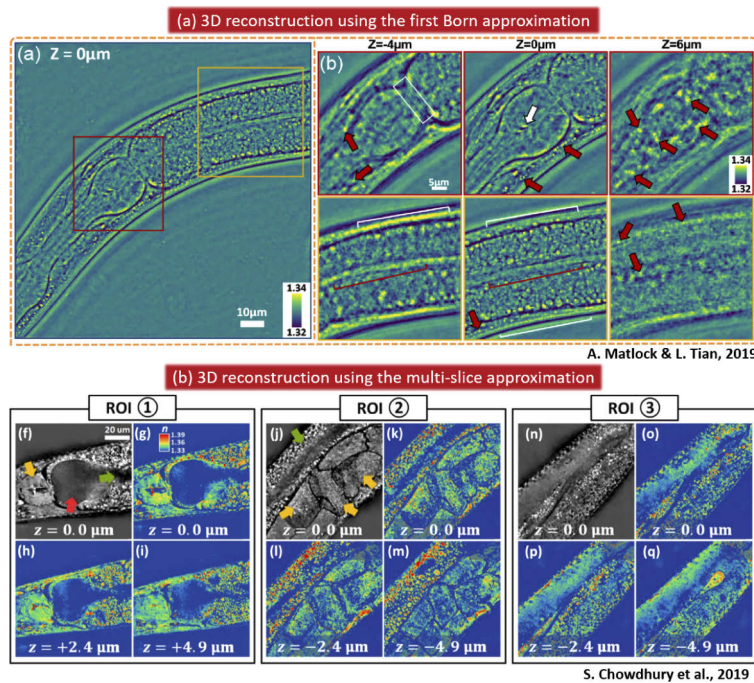 (a) 3D reconstruction using the first Born approximation
(a) Z = 0μm
1.34
1.32
10μm
Z=-4μm
Z=0μm
Z=6μm
(b)
5μm
1.34
1.32
A. Matlock & L. Tian, 2019
(b) 3D reconstruction using the multi-slice approximation
ROI ①
(f)
20 um
z = 0.0 μm
(g)
n
1.39
1.36
1.33
z = 0.0 μm
(h)
z = +2.4 μm
(i)
z = +4.9 μm
ROI ②
(j)
z = 0.0 μm
(k)
z = 0.0 μm
(l)
z = −2.4 μm
(m)
z = −4.9 μm
ROI ③
(n)
z = 0.0 μm
(o)
z = 0.0 μm
(p)
z = −2.4 μm
(q)
z = −4.9 μm
S. Chowdhury et al., 2019